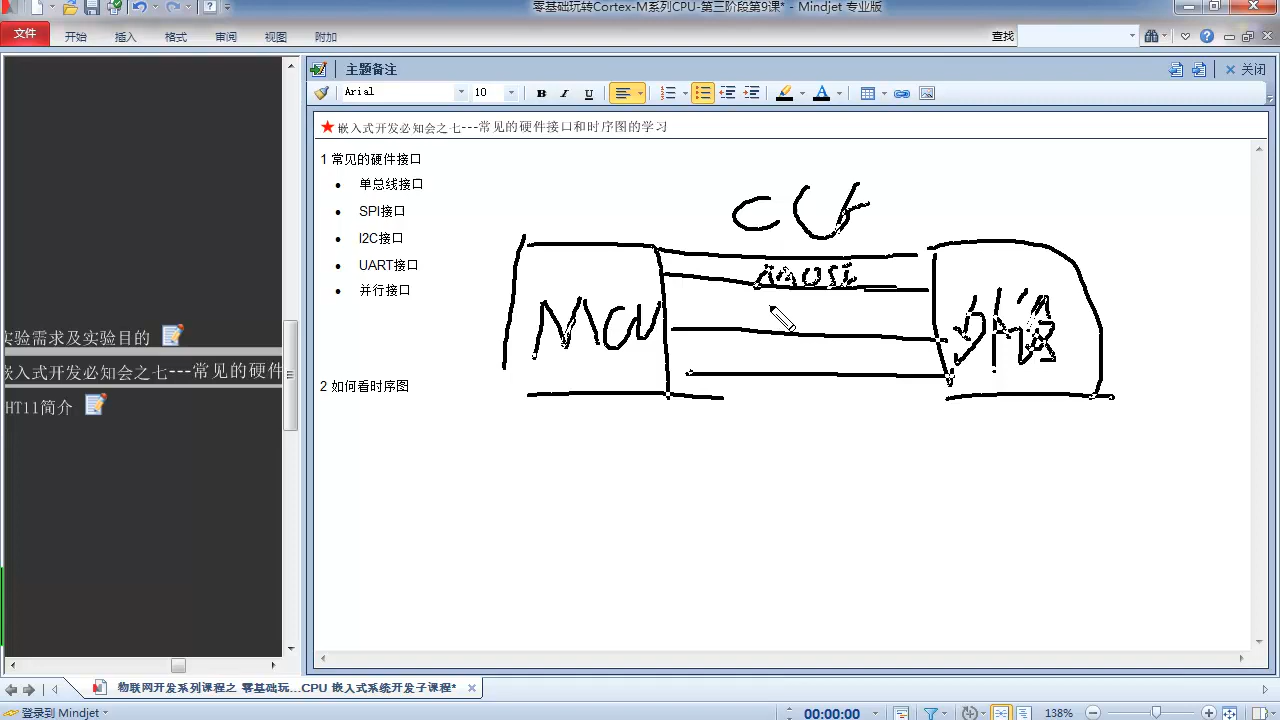 零基础玩转Cortex-M系列CPU-第三阶段第9课* - Mindjet 专业版
文件 开始 插入 格式 审阅 视图 附加 查找
主题备注 关闭
Arial 10 B I U A
★嵌入式开发必知会之七---常见的硬件接口和时序图的学习
1 常见的硬件接口
• 单总线接口
• SPI接口
• I2C接口
• UART接口
• 并行接口
2 如何看时序图
MOSI
MCU
外设
实验需求及实验目的
嵌入式开发必知会之七---常见的硬件
HT11简介
物联网开发系列课程之 零基础玩...CPU 嵌入式系统开发子课程*
登录到 Mindjet 00:00:00 138%